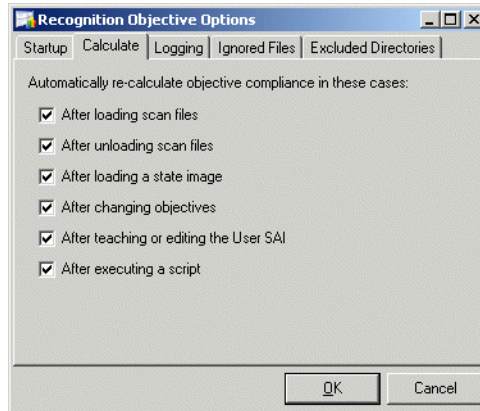 Recognition Objective Options
Startup Calculate Logging Ignored Files Excluded Directories
Automatically re-calculate objective compliance in these cases:
After loading scan files
After unloading scan files
After loading a state image
After changing objectives
After teaching or editing the User SAI
After executing a script
OK Cancel